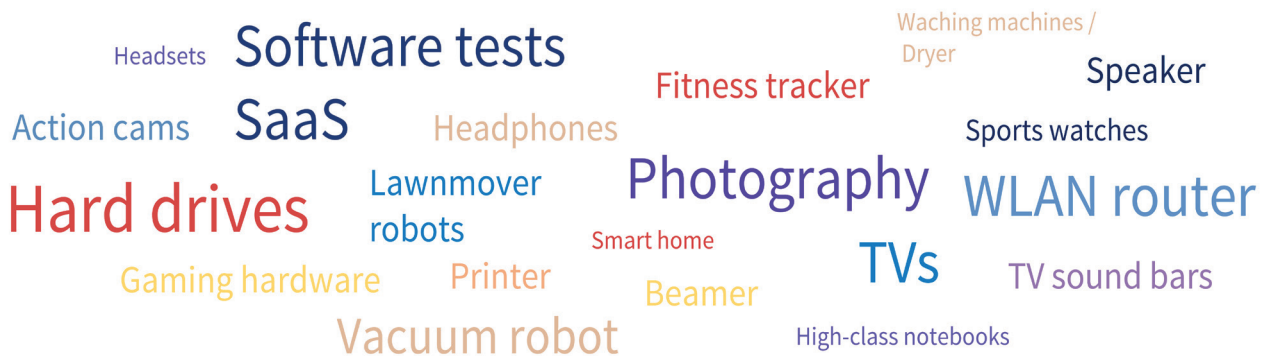 Waching machines /
Dryer
Headsets
Software tests
Speaker
Fitness tracker
Action cams
SaaS
Headphones
Sports watches
Lawnmover
robots
Photography
WLAN router
Hard drives
Smart home
TVs
TV sound bars
Gaming hardware
Printer
Beamer
Vacuum robot
High-class notebooks